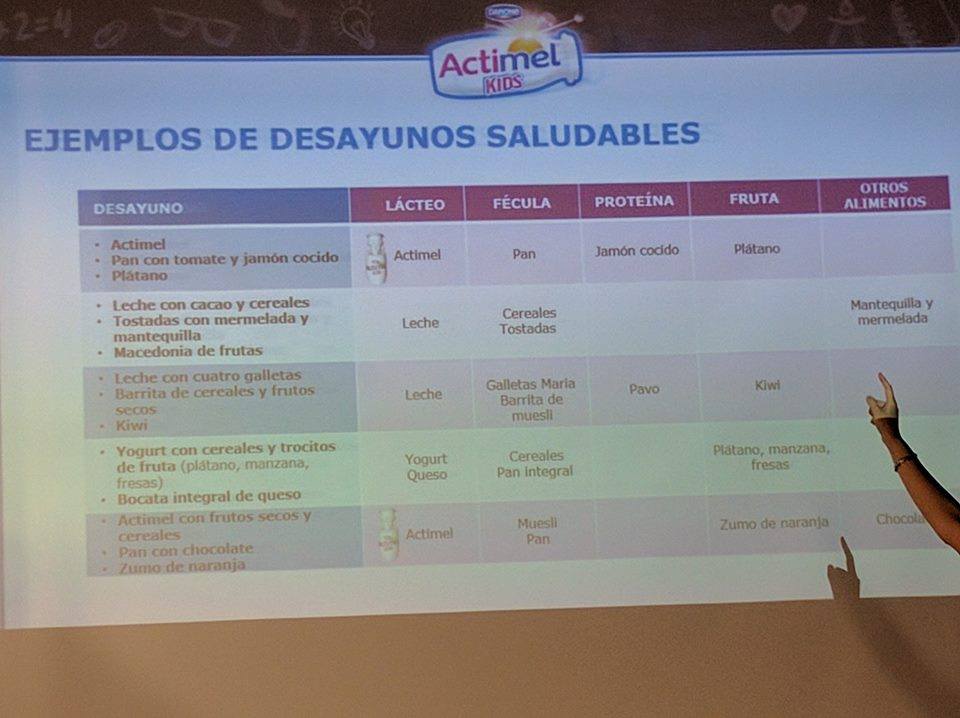 2=4
DANONE
Actimel
KIDS
EJEMPLOS DE DESAYUNOS SALUDABLES
DESAYUNO LÁCTEO FÉCULA PROTEÍNA FRUTA OTROS
ALIMENTOS
• Actimel
• Pan con tomate y jamón cocido
• Plátano
Actimel Pan Jamón cocido Plátano
• Leche con cacao y cereales
• Tostadas con mermelada y
mantequilla
• Macedonia de frutas
Leche
Cereales
Tostadas
Mantequilla y
mermelada
• Leche con cuatro galletas
• Barrita de cereales y frutos
secos
• Kiwi
Leche
Galletas Maria
Barrita de
muesli
Pavo
Kiwi
• Yogurt con cereales y trocitos
de fruta (plátano, manzana,
fresas)
• Bocata integral de queso
Yogurt
Queso
Cereales
Pan integral
Plátano, manzana,
fresas
• Actimel con frutos secos y
cereales
• Pan con chocolate
• Zumo de naranja
Actimel
Muesli
Pan
Zumo de naranja
Chocola